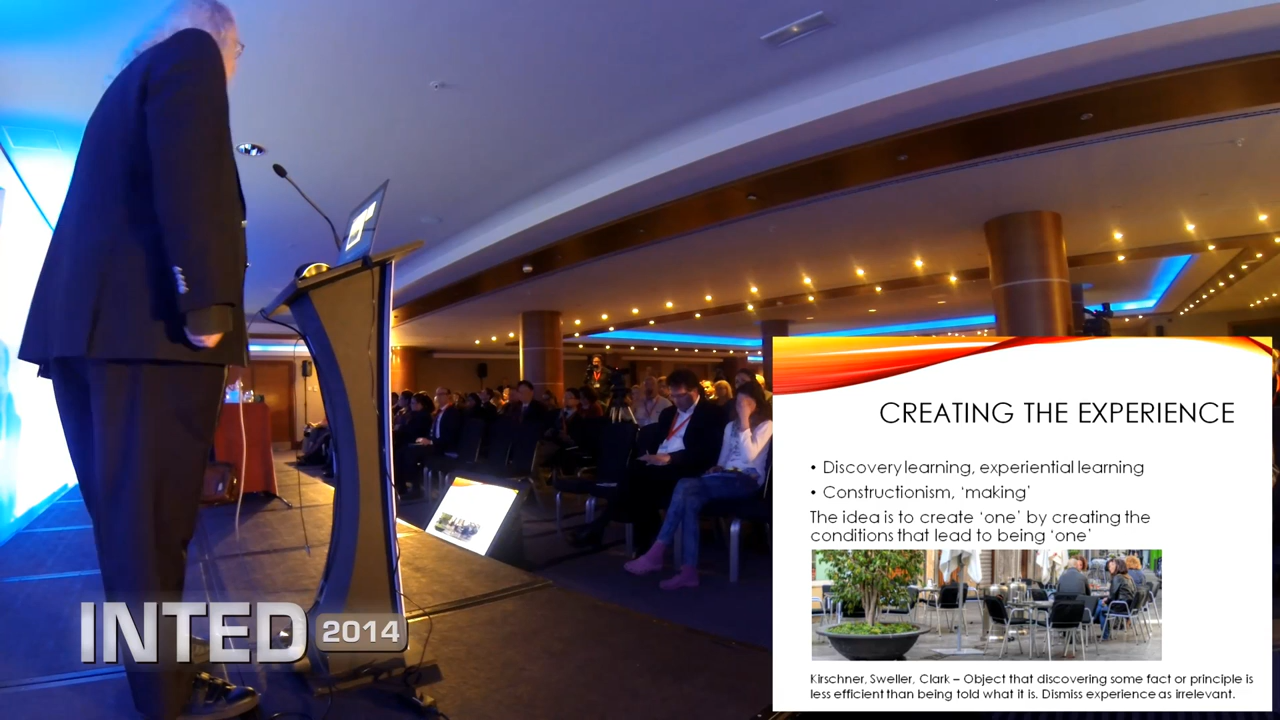 CREATING THE EXPERIENCE
• Discovery learning, experiential learning
• Constructionism, ‘making’
The idea is to create ‘one’ by creating the
conditions that lead to being ‘one’
Kirschner, Sweller, Clark – Object that discovering some fact or principle is
less efficient than being told what it is. Dismiss experience as irrelevant.
INTED 2014